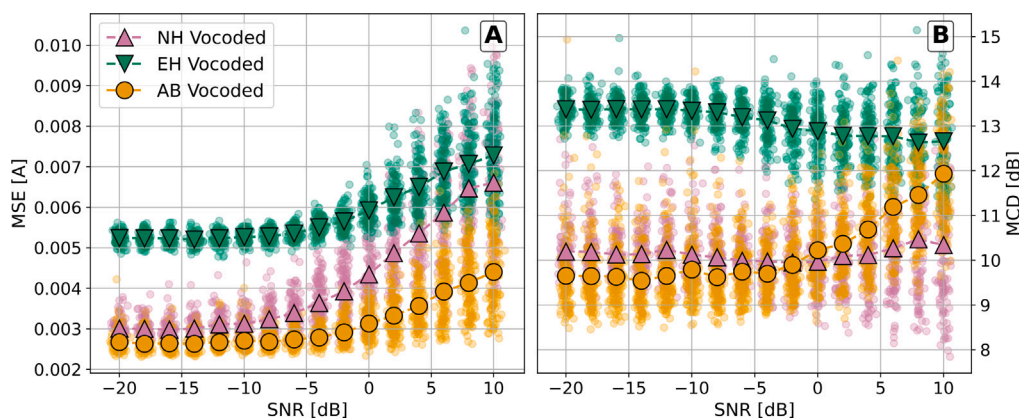 A
B
NH Vocoded
EH Vocoded
AB Vocoded
MSE [A]
0.010
0.009
0.008
0.007
0.006
0.005
0.004
0.003
0.002
−20 −15 −10 −5 0 5 10
SNR [dB]
−20 −15 −10 −5 0 5 10
SNR [dB]
15
14
13
12
11
10
9
8
MCD [dB]